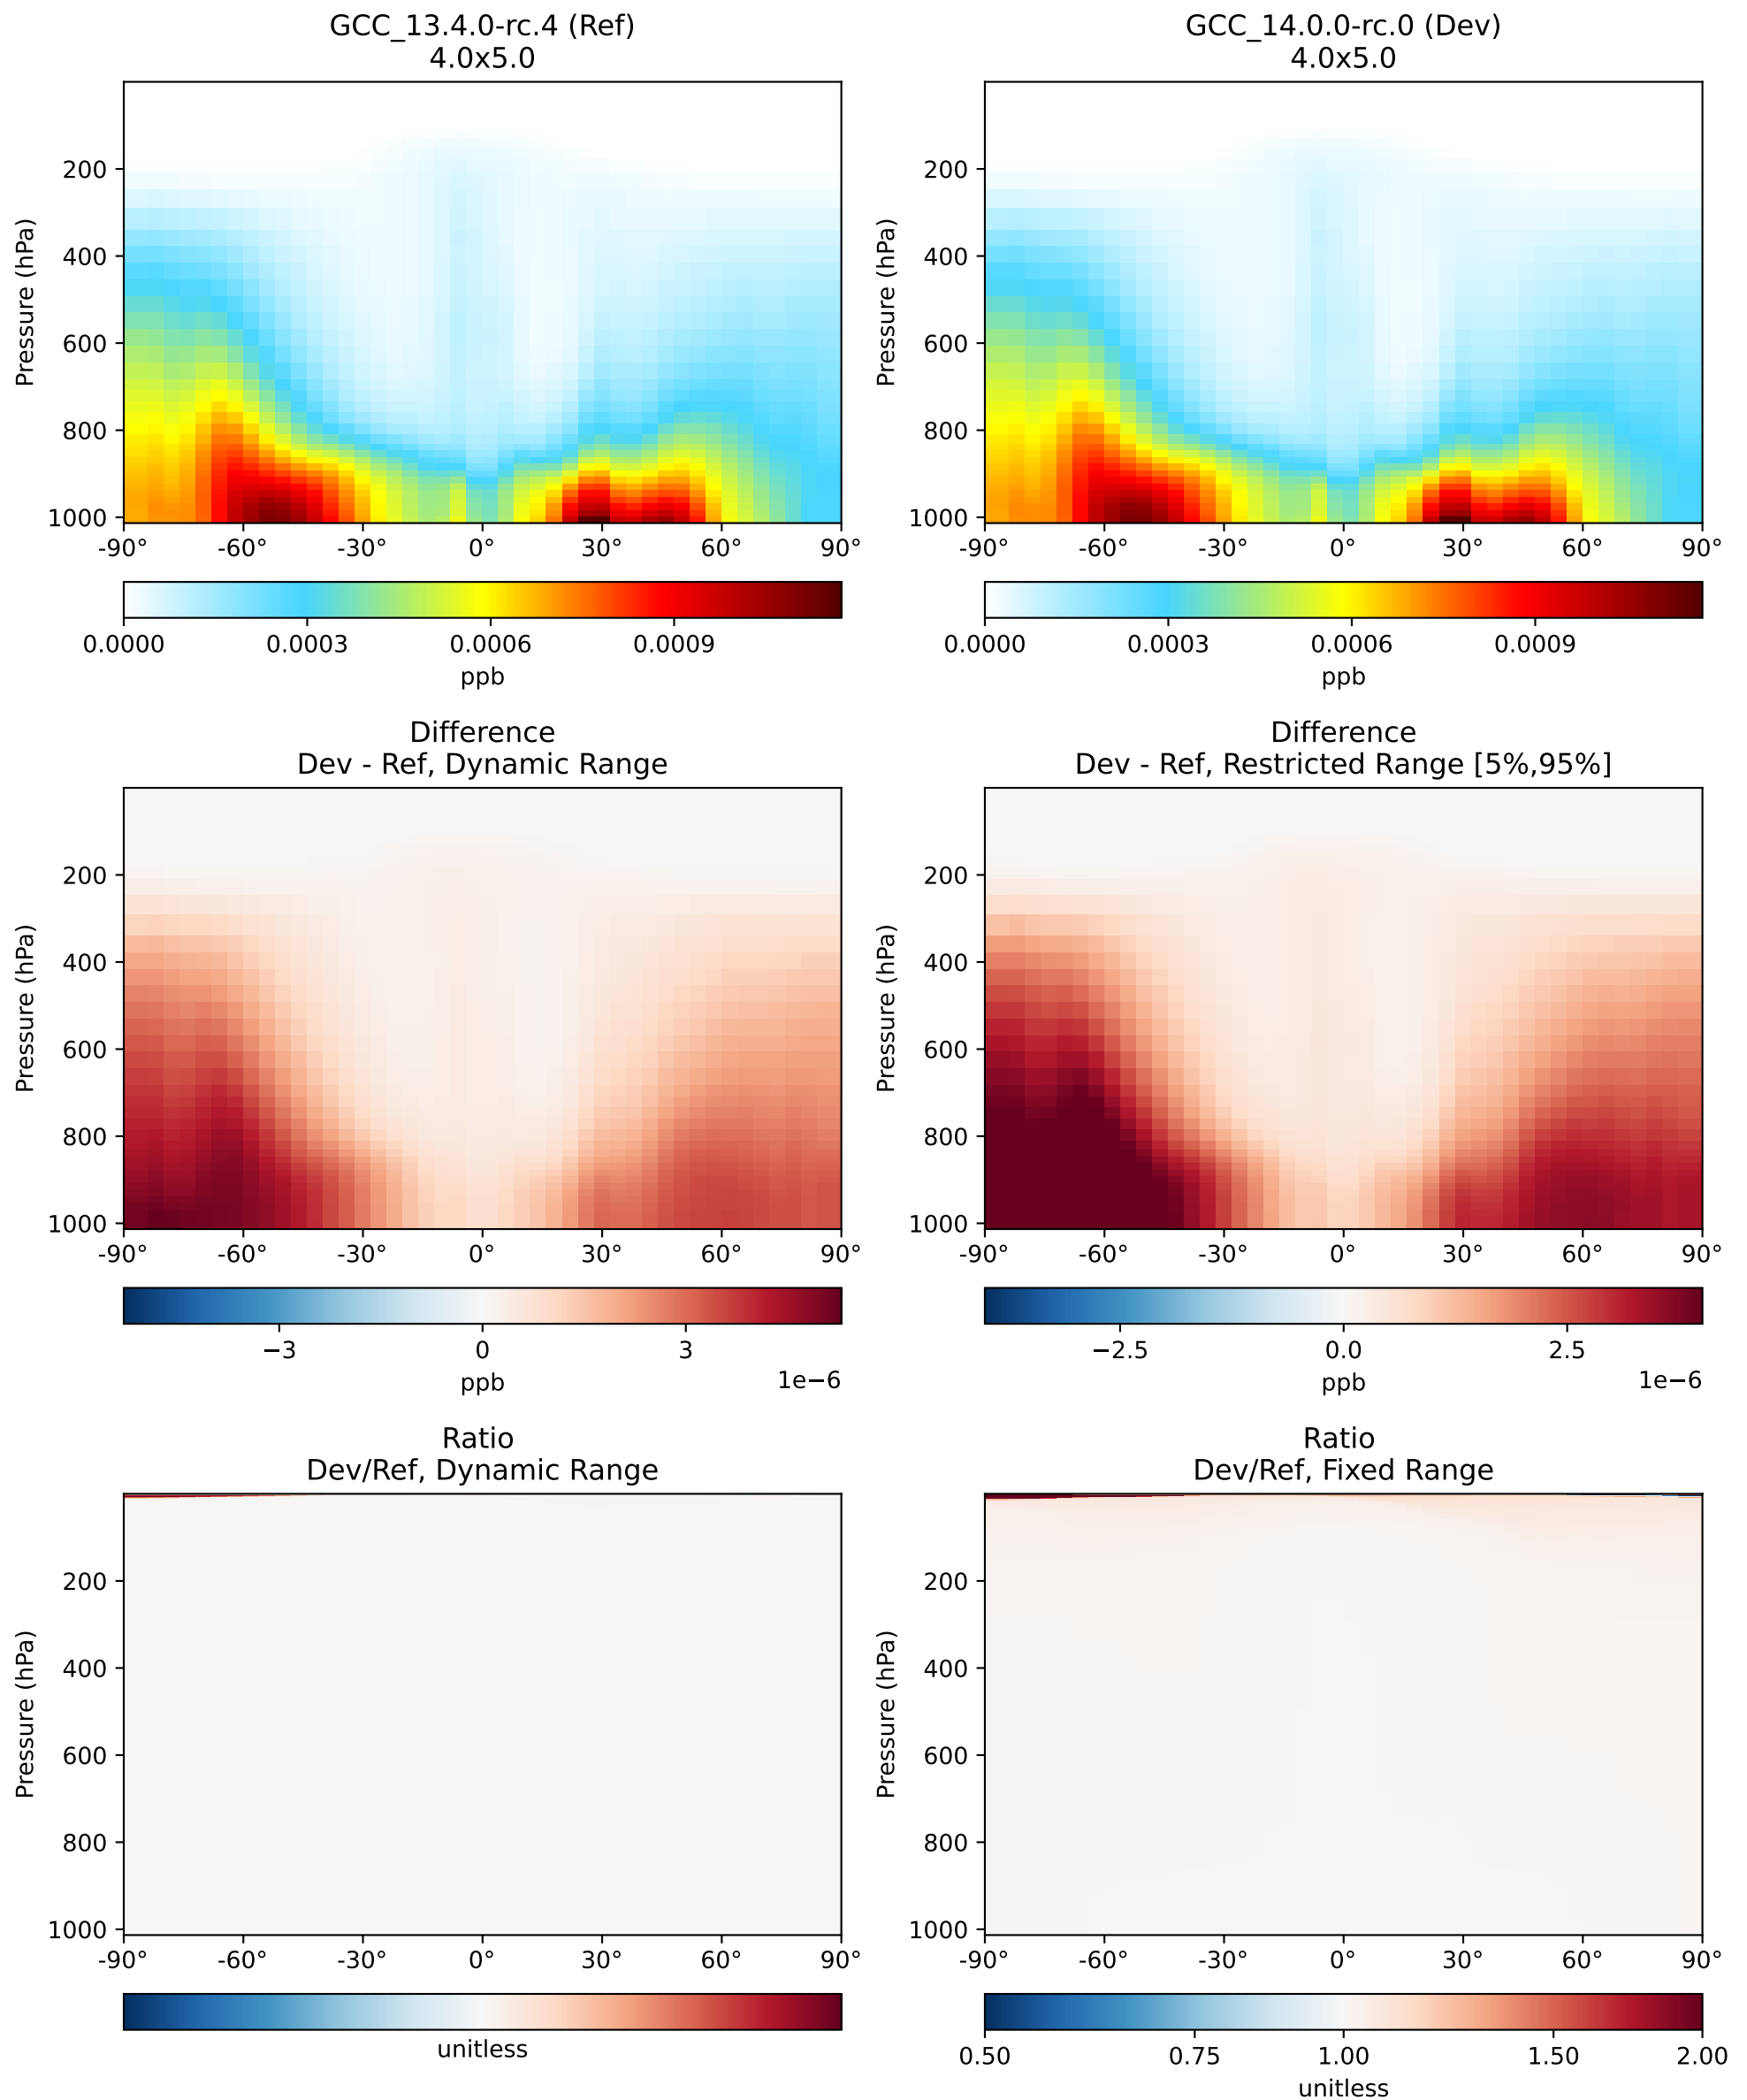 GCC_13.4.0-rc.4 (Ref)
4.0x5.0
Pressure (hPa)
200
400
600
800
1000
-90° -60° -30° 0° 30° 60° 90°
0.0000 0.0003 0.0006 0.0009
ppb
GCC_14.0.0-rc.0 (Dev)
4.0x5.0
Pressure (hPa)
200
400
600
800
1000
-90° -60° -30° 0° 30° 60° 90°
0.0000 0.0003 0.0006 0.0009
ppb
Difference
Dev - Ref, Dynamic Range
Pressure (hPa)
200
400
600
800
1000
-90° -60° -30° 0° 30° 60° 90°
−3 0 3
ppb 1e−6
Difference
Dev - Ref, Restricted Range [5%,95%]
Pressure (hPa)
200
400
600
800
1000
-90° -60° -30° 0° 30° 60° 90°
−2.5 0.0 2.5
ppb 1e−6
Ratio
Dev/Ref, Dynamic Range
Pressure (hPa)
200
400
600
800
1000
-90° -60° -30° 0° 30° 60° 90°
unitless
Ratio
Dev/Ref, Fixed Range
Pressure (hPa)
200
400
600
800
1000
-90° -60° -30° 0° 30° 60° 90°
0.50 0.75 1.00 1.50 2.00
unitless